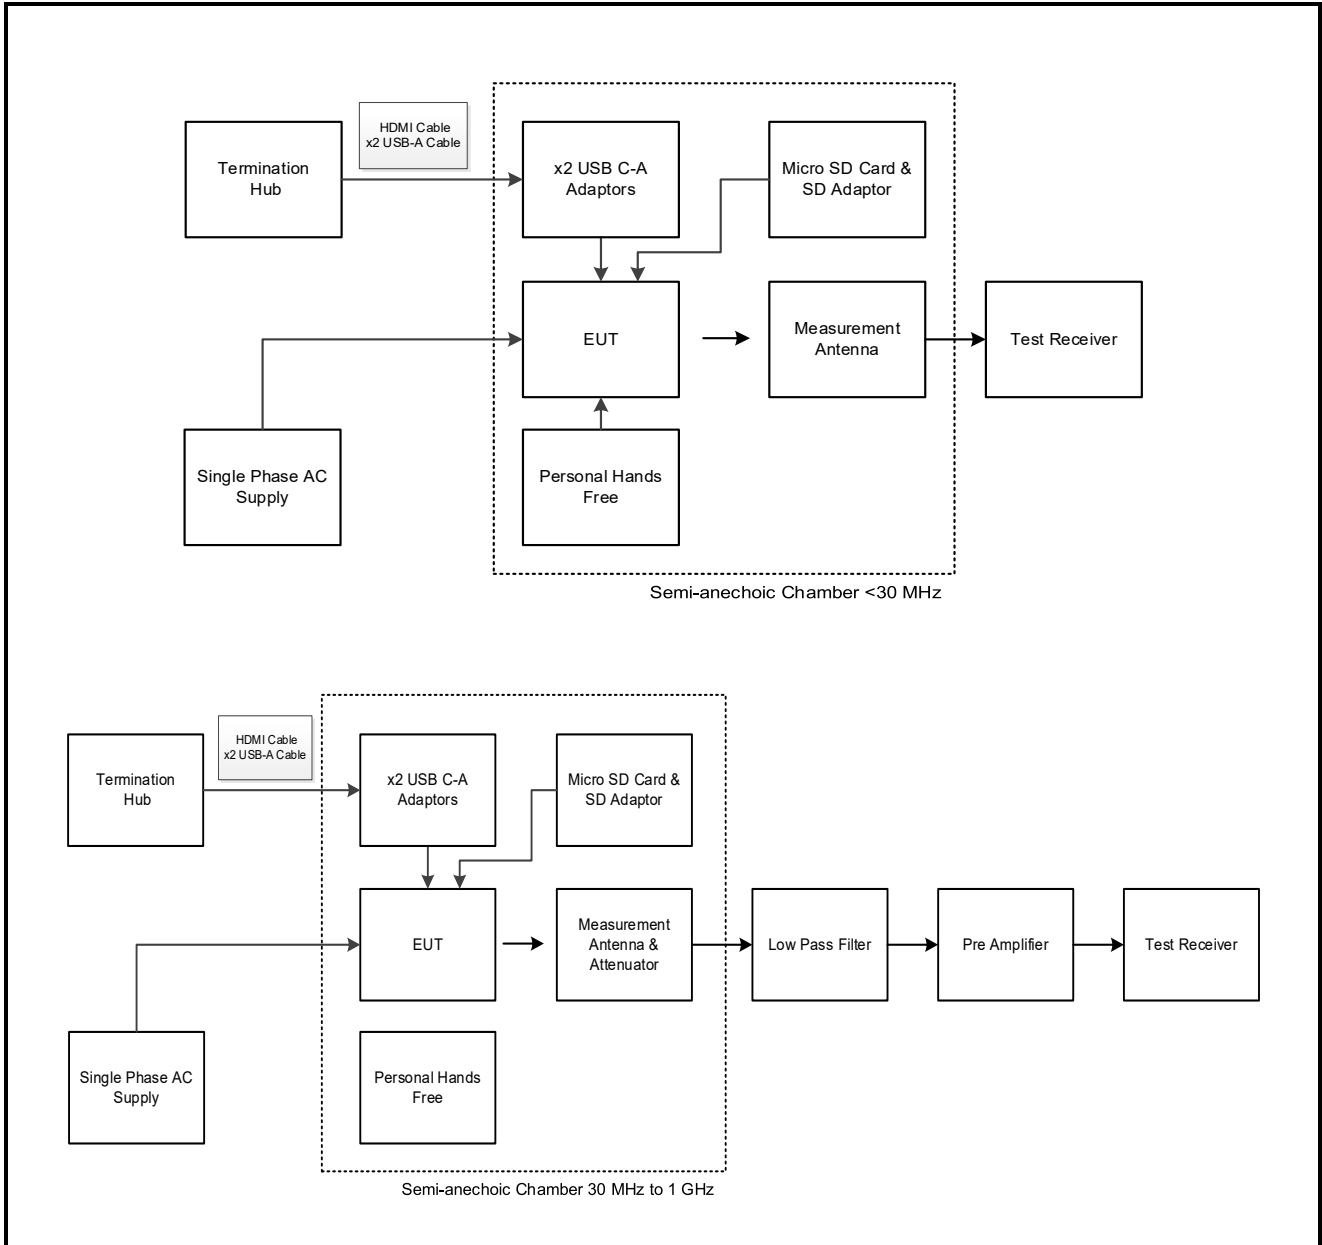 HDMI Cable
x2 USB-A Cable
Termination
Hub
x2 USB C-A
Adaptors
Micro SD Card &
SD Adaptor
EUT
Measurement
Antenna
Test Receiver
Single Phase AC
Supply
Personal Hands
Free
Semi-anechoic Chamber <30 MHz
HDMI Cable
x2 USB-A Cable
Termination
Hub
x2 USB C-A
Adaptors
Micro SD Card &
SD Adaptor
EUT
Measurement
Antenna &
Attenuator
Low Pass Filter
Pre Amplifier
Test Receiver
Single Phase AC
Supply
Personal Hands
Free
Semi-anechoic Chamber 30 MHz to 1 GHz